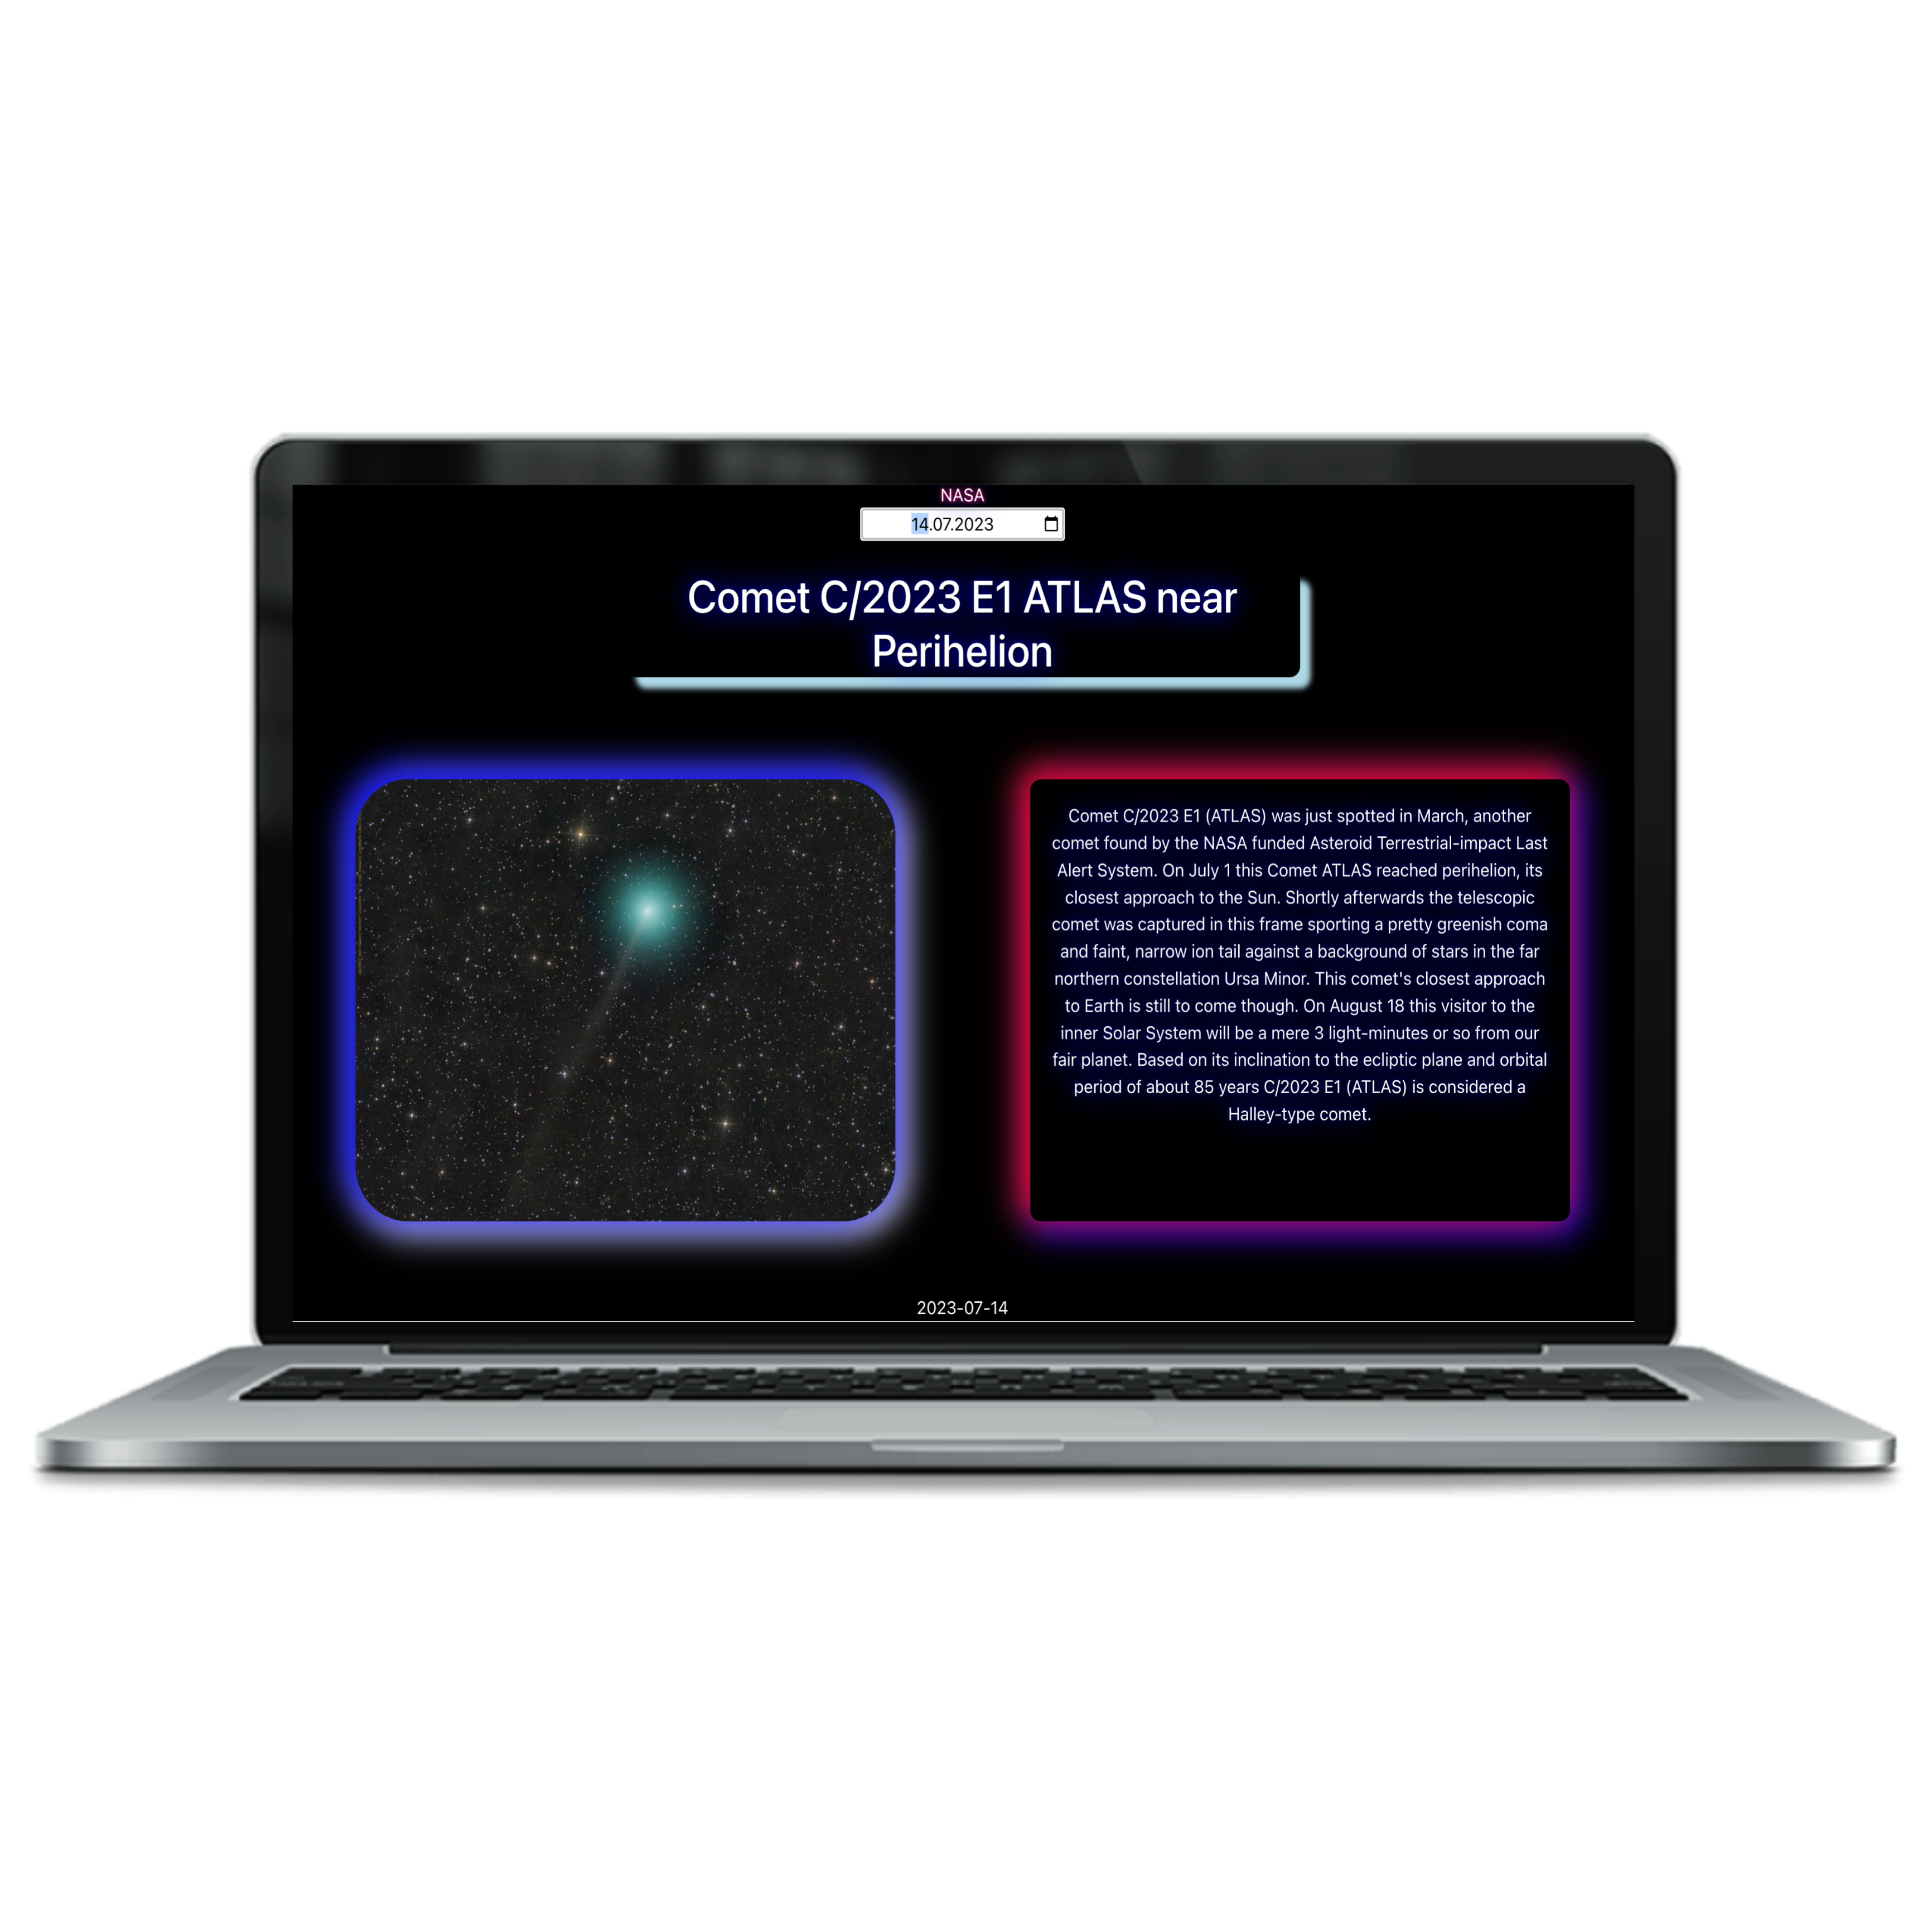 NASA
14.07.2023
Comet C/2023 E1 ATLAS near
Perihelion
Comet C/2023 E1 (ATLAS) was just spotted in March, another
comet found by the NASA funded Asteroid Terrestrial-impact Last
Alert System. On July 1 this Comet ATLAS reached perihelion, its
closest approach to the Sun. Shortly afterwards the telescopic
comet was captured in this frame sporting a pretty greenish coma
and faint, narrow ion tail against a background of stars in the far
northern constellation Ursa Minor. This comet's closest approach
to Earth is still to come though. On August 18 this visitor to the
inner Solar System will be a mere 3 light-minutes or so from our
fair planet. Based on its inclination to the ecliptic plane and orbital
period of about 85 years C/2023 E1 (ATLAS) is considered a
Halley-type comet.
2023-07-14